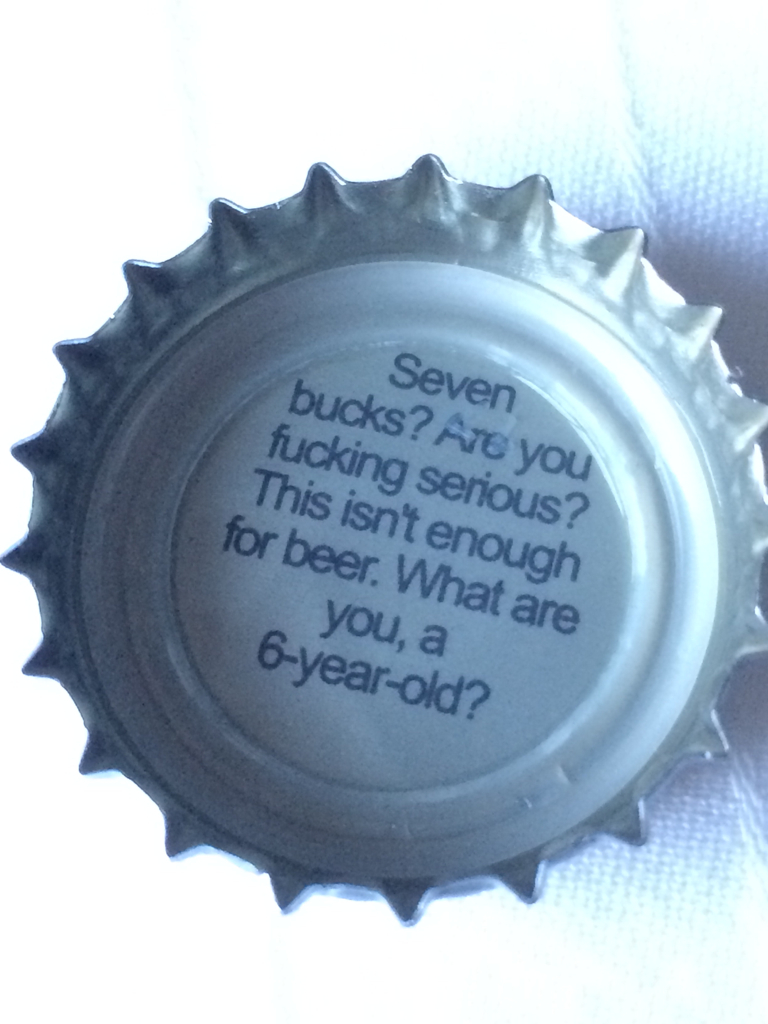 Seven
bucks? Are you
fucking serious?
This isn't enough
for beer. What are
you, a
6-year-old?